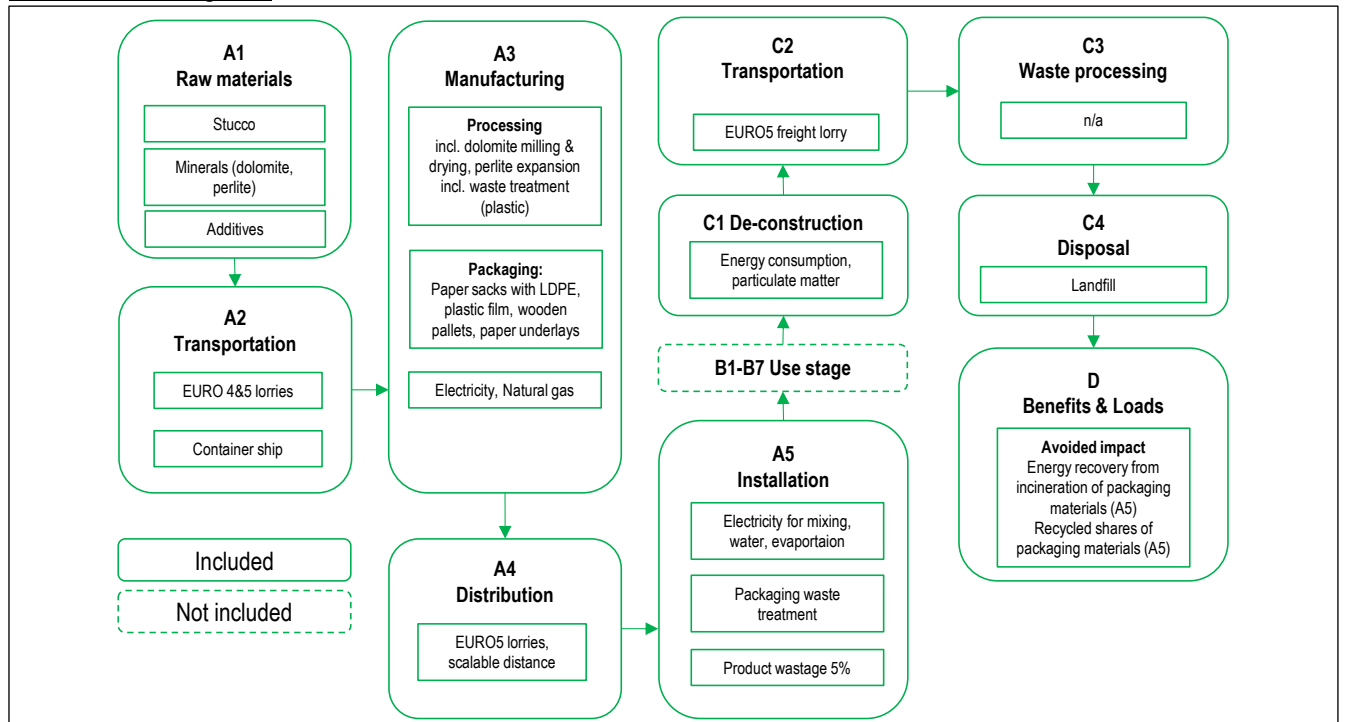 A1
Raw materials
Stucco
Minerals (dolomite,
perlite)
Additives
A2
Transportation
EURO 4&5 lorries
Container ship
Included
Not included
A3
Manufacturing
Processing
incl. dolomite milling &
drying, perlite expansion
incl. waste treatment
(plastic)
Packaging:
Paper sacks with LDPE,
plastic film, wooden
pallets, paper underlays
Electricity, Natural gas
A4
Distribution
EURO5 lorries,
scalable distance
C2
Transportation
EURO5 freight lorry
C1 De-construction
Energy consumption,
particulate matter
B1-B7 Use stage
A5
Installation
Electricity for mixing,
water, evaportaion
Packaging waste
treatment
Product wastage 5%
C3
Waste processing
n/a
C4
Disposal
Landfill
D
Benefits & Loads
Avoided impact
Energy recovery from
incineration of packaging
materials (A5)
Recycled shares of
packaging materials (A5)